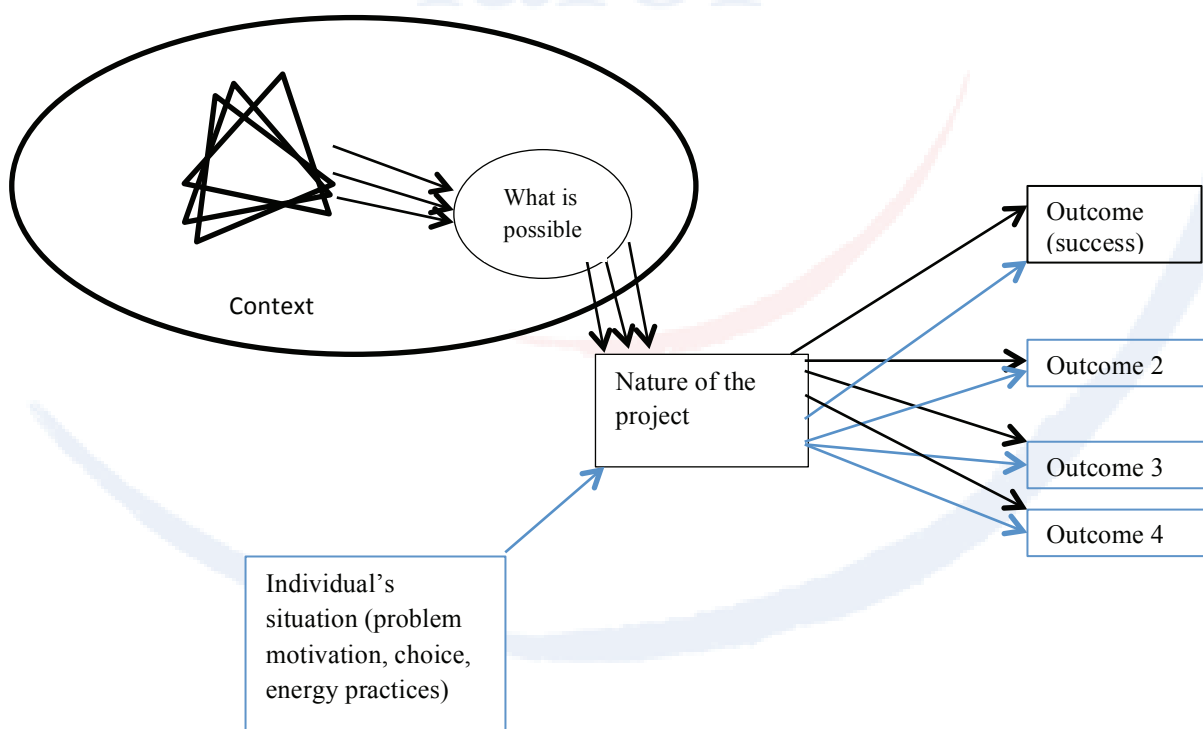 What is
possible
Context
Outcome
(success)
Nature of the
project
Outcome 2
Outcome 3
Outcome 4
Individual’s
situation (problem
motivation, choice,
energy practices)